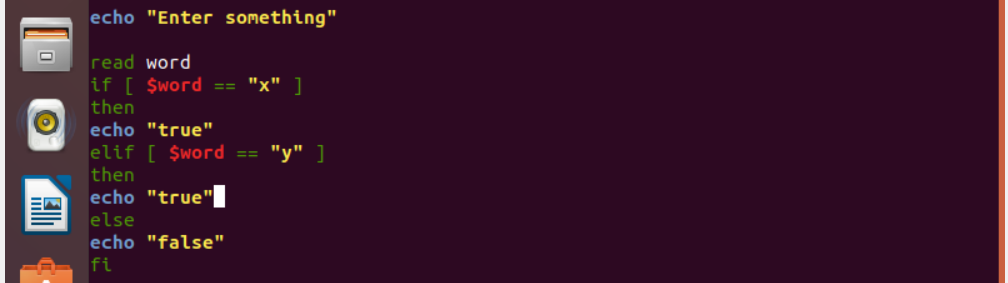 echo "Enter something"
read word
if [ $word == "x" ]
then
echo "true"
elif [ $word == "y" ]
then
echo "true"
else
echo "false"
fi